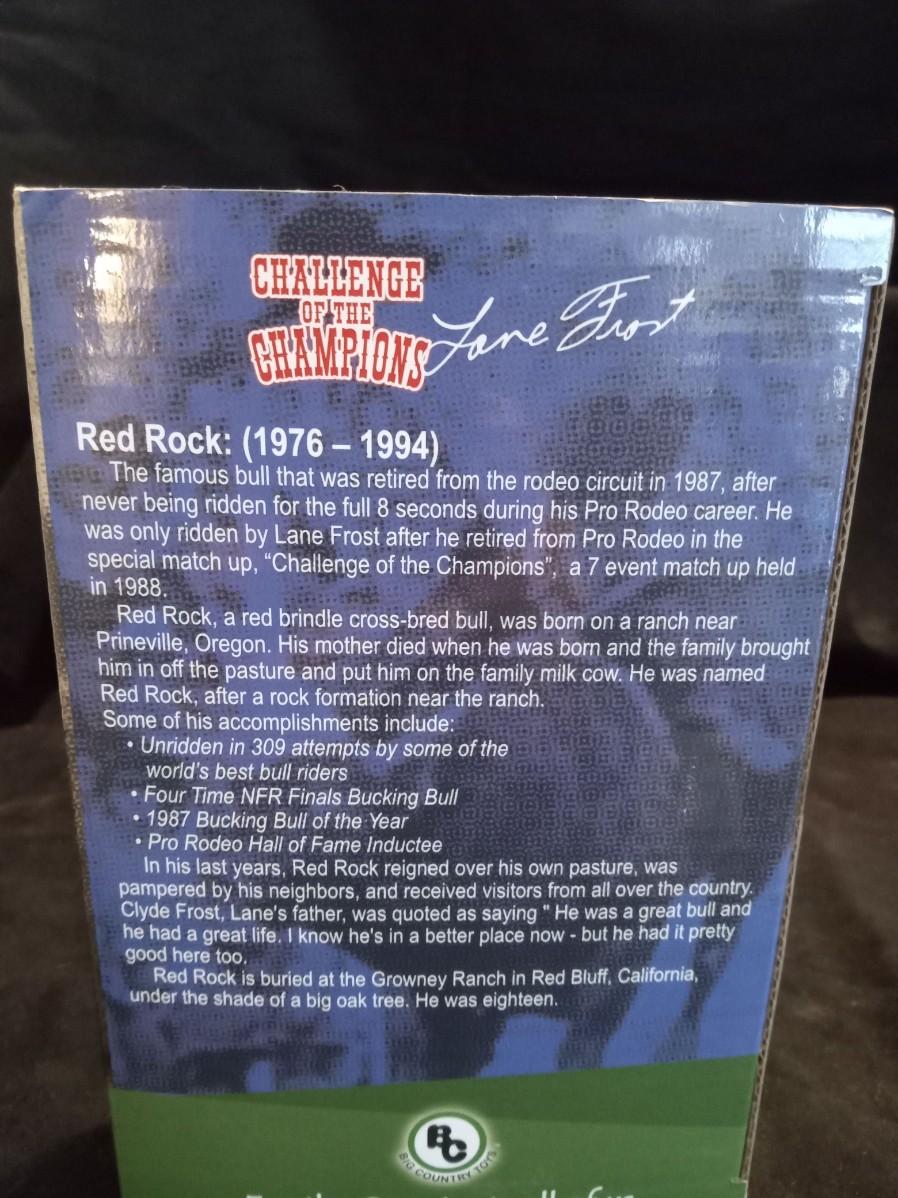 CHALLENGE
OF THE
CHAMPIONS
Lane Frost
Red Rock: (1976 – 1994)
The famous bull that was retired from the rodeo circuit in 1987, after
never being ridden for the full 8 seconds during his Pro Rodeo career. He
was only ridden by Lane Frost after he retired from Pro Rodeo in the
special match up, “Challenge of the Champions”, a 7 event match up held
in 1988.
Red Rock, a red brindle cross-bred bull, was born on a ranch near
Prineville, Oregon. His mother died when he was born and the family brought
him in off the pasture and put him on the family milk cow. He was named
Red Rock, after a rock formation near the ranch.
Some of his accomplishments include:
• Unridden in 309 attempts by some of the
world's best bull riders
• Four Time NFR Finals Bucking Bull
• 1987 Bucking Bull of the Year
• Pro Rodeo Hall of Fame Inductee
In his last years, Red Rock reigned over his own pasture, was
pampered by his neighbors, and received visitors from all over the country.
Clyde Frost, Lane's father, was quoted as saying " He was a great bull and
he had a great life. I know he's in a better place now - but he had it pretty
good here too.
Red Rock is buried at the Growney Ranch in Red Bluff, California,
under the shade of a big oak tree. He was eighteen.
BC
BIG COUNTRY TOYS